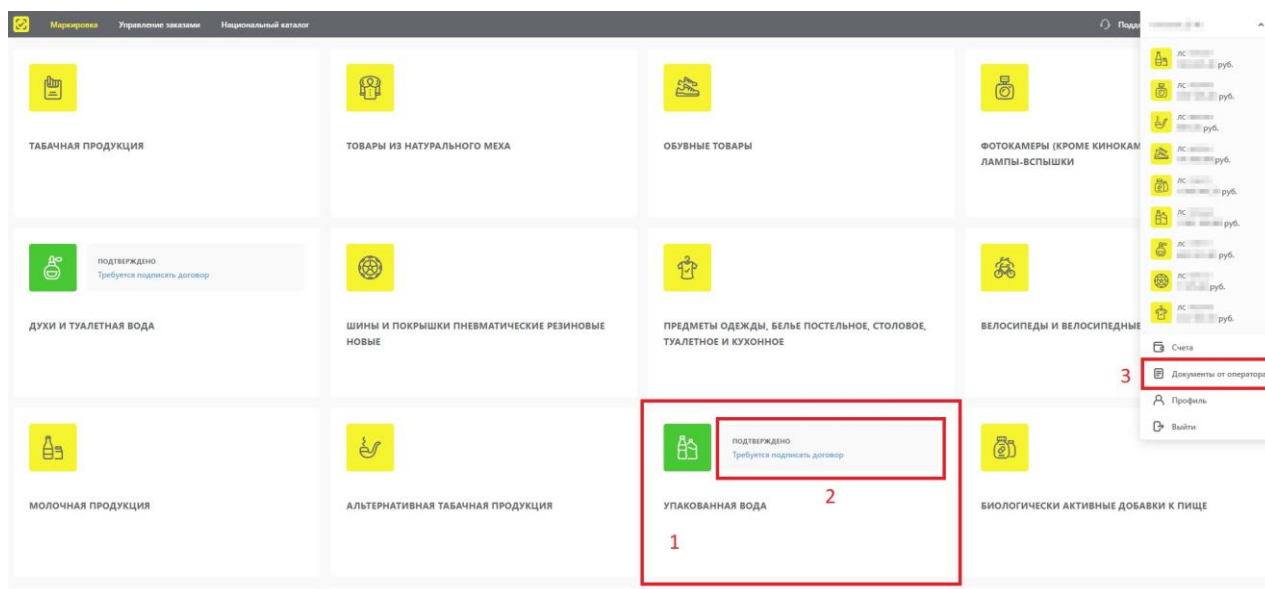 Маркировка Управление заказами Национальный каталог Подде
ЛС
руб.
ЛС
руб.
ЛС
руб.
ЛС
руб.
ЛС
руб.
ЛС
руб.
ЛС
руб.
ЛС
руб.
ЛС
руб.
Счета
3 Документы от оператора
Профиль
Выйти
ТАБАЧНАЯ ПРОДУКЦИЯ
ТОВАРЫ ИЗ НАТУРАЛЬНОГО МЕХА
ОБУВНЫЕ ТОВАРЫ
ФОТОКАМЕРЫ (КРОМЕ КИНОКАМ
ЛАМПЫ-ВСПЫШКИ
ПОДТВЕРЖДЕНО
Требуется подписать договор
ДУХИ И ТУАЛЕТНАЯ ВОДА
ШИНЫ И ПОКРЫШКИ ПНЕВМАТИЧЕСКИЕ РЕЗИНОВЫЕ
НОВЫЕ
ПРЕДМЕТЫ ОДЕЖДЫ, БЕЛЬЕ ПОСТЕЛЬНОЕ, СТОЛОВОЕ,
ТУАЛЕТНОЕ И КУХОННОЕ
ВЕЛОСИПЕДЫ И ВЕЛОСИПЕДНЫЕ
МОЛОЧНАЯ ПРОДУКЦИЯ
АЛЬТЕРНАТИВНАЯ ТАБАЧНАЯ ПРОДУКЦИЯ
ПОДТВЕРЖДЕНО
Требуется подписать договор
2
УПАКОВАННАЯ ВОДА
1
БИОЛОГИЧЕСКИ АКТИВНЫЕ ДОБАВКИ К ПИЩЕ